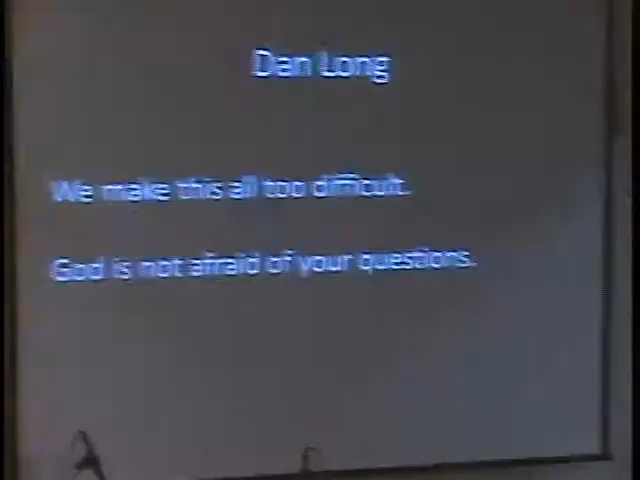 Dan Long
We make this all too difficult.
God is not afraid of your questions.